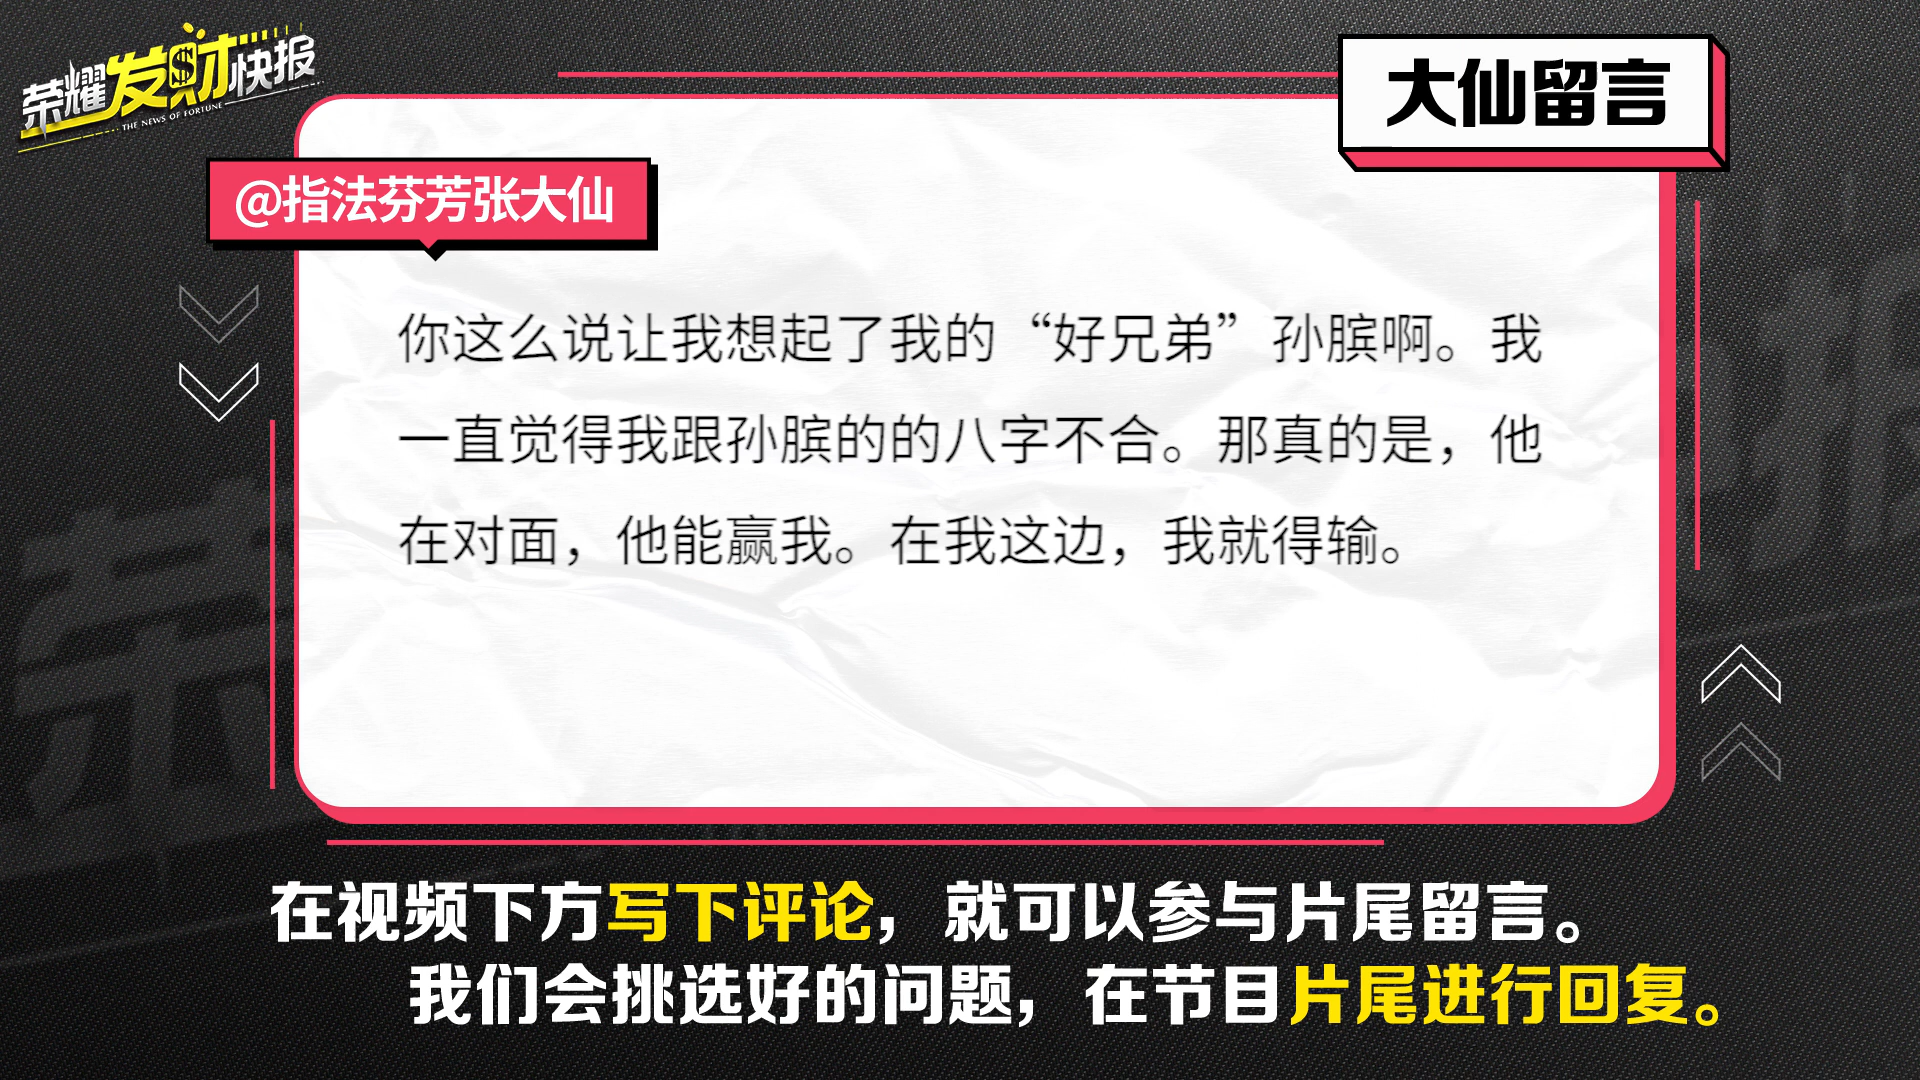 荣耀发财快报
THE NEWS OF FORTUNE
大仙留言
@指法芬芳张大仙
你这么说让我想起了我的“好兄弟”孙膑啊。我
一直觉得我跟孙膑的的八字不合。那真的是，他
在对面，他能赢我。在我这边，我就得输。
在视频下方写下评论，就可以参与片尾留言。
我们会挑选好的问题，在节目片尾进行回复。